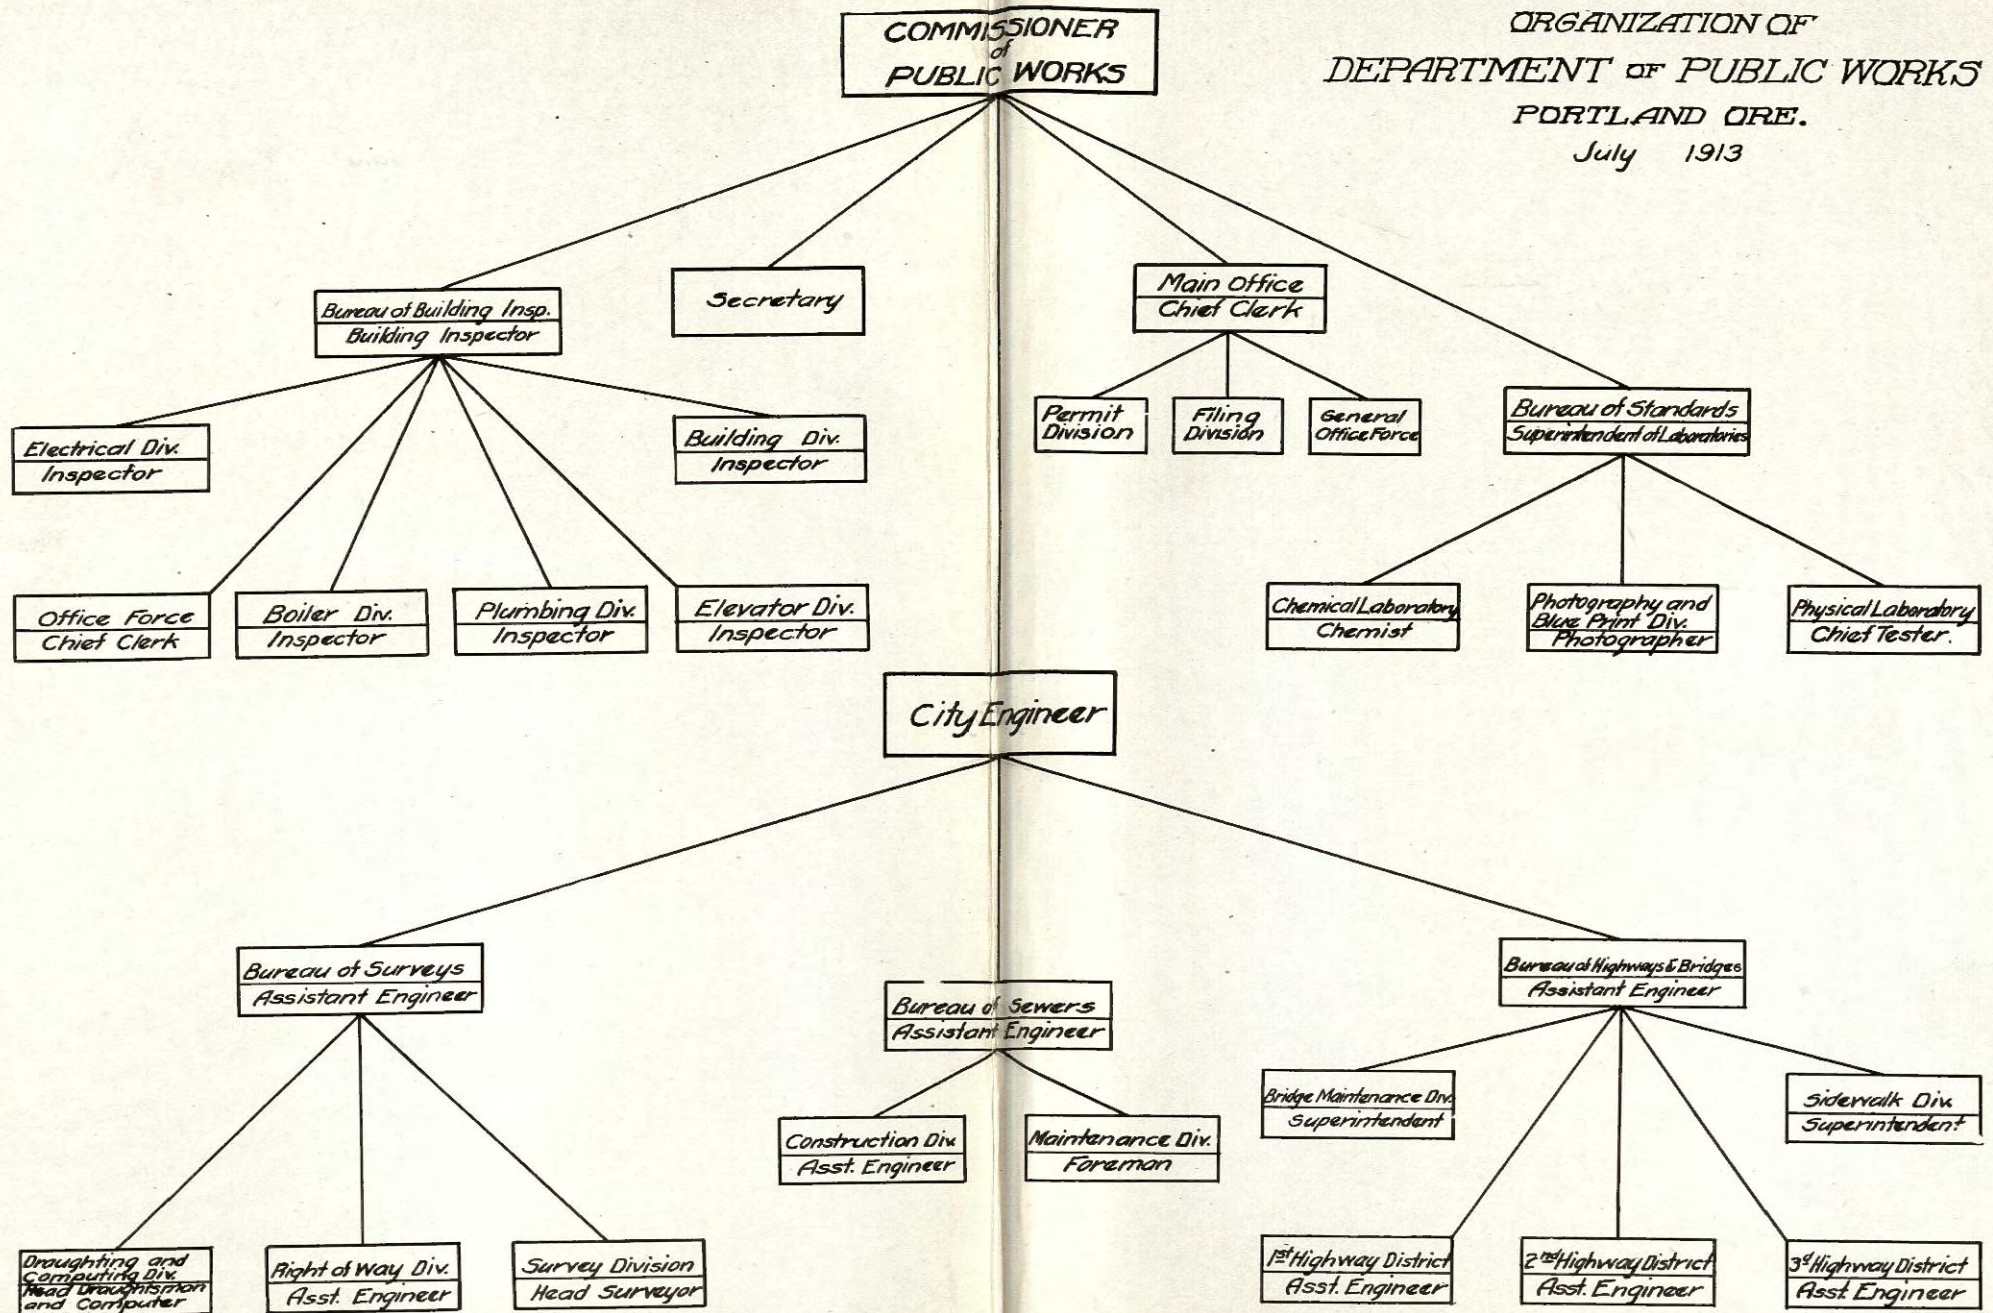 COMMISSIONER
of
PUBLIC WORKS
ORGANIZATION OF
DEPARTMENT OF PUBLIC WORKS
PORTLAND ORE.
July 1913
Bureau of Building Insp.
Building Inspector
Secretary
Main Office
Chief Clerk
Bureau of Standards
Superintendent of Laboratories
Electrical Div.
Inspector
Building Div.
Inspector
Permit
Division
Filing
Division
General
Office Force
Office Force
Chief Clerk
Boiler Div.
Inspector
Plumbing Div.
Inspector
Elevator Div.
Inspector
Chemical Laboratory
Chemist
Photography and
Blue Print Div.
Photographer
Physical Laboratory
Chief Tester.
City Engineer
Bureau of Surveys
Assistant Engineer
Bureau of Sewers
Assistant Engineer
Bureau of Highways & Bridges
Assistant Engineer
Construction Div.
Asst. Engineer
Maintenance Div.
Foreman
Bridge Maintenance Div.
Superintendent
Sidewalk Div.
Superintendent
Draughting and
Computing Div.
Head Draughtsman
and Computer
Right of Way Div.
Asst. Engineer
Survey Division
Head Surveyor
1st Highway District
Asst. Engineer
2nd Highway District
Asst. Engineer
3d Highway District
Asst. Engineer